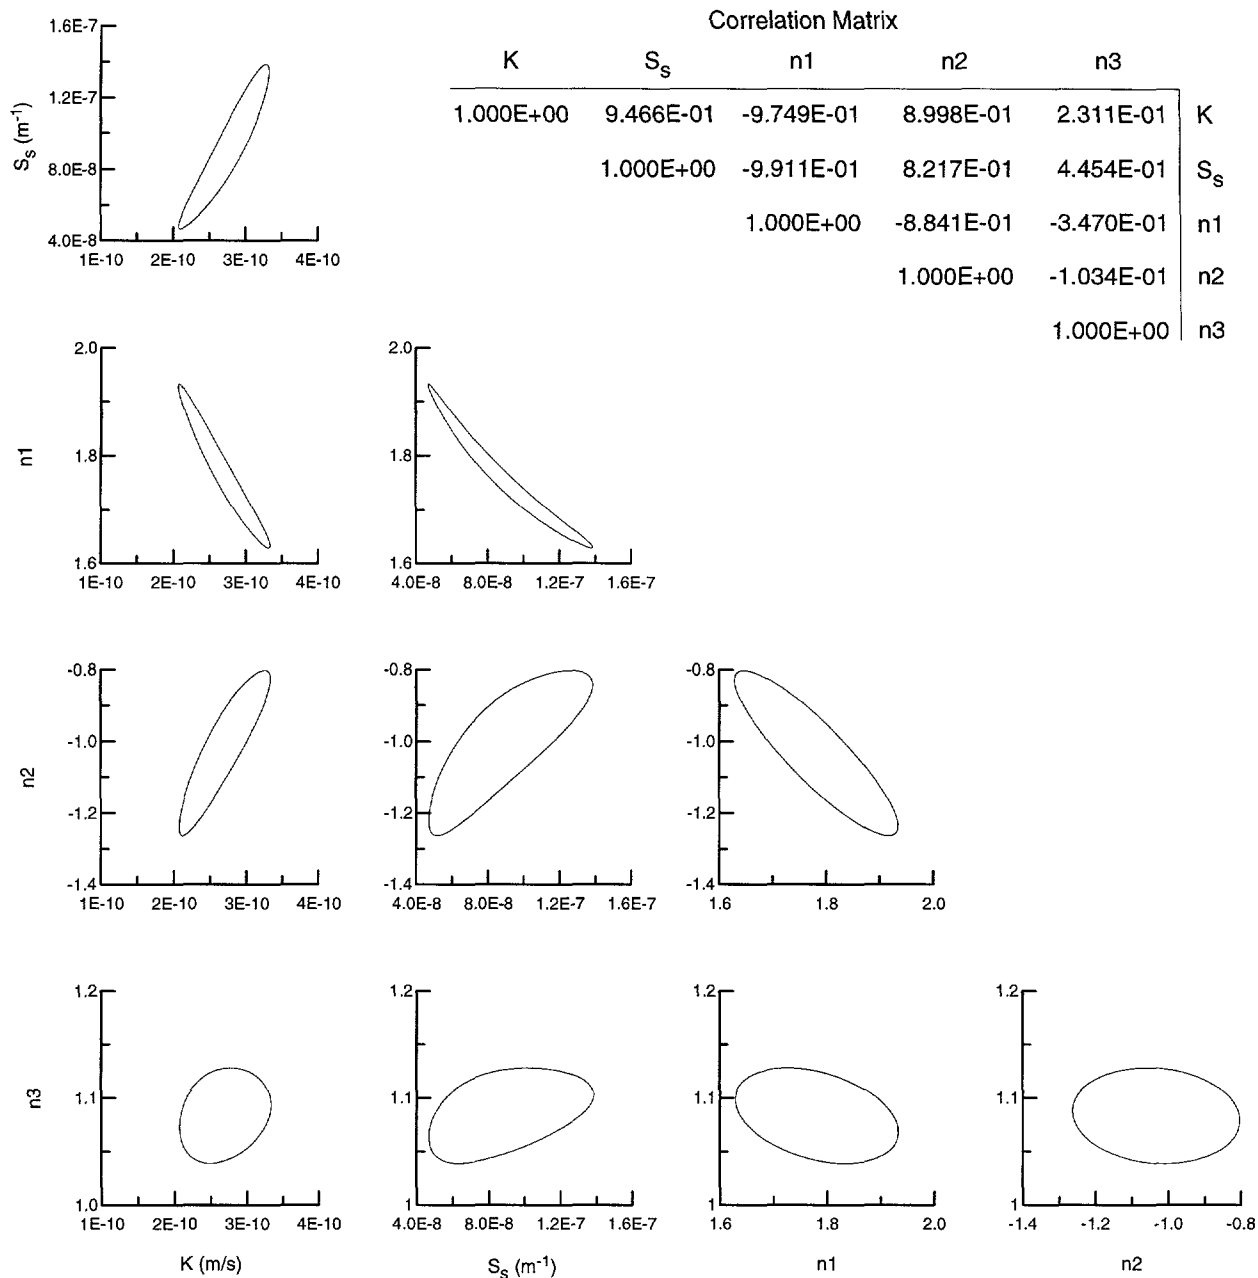 Correlation Matrix
K Ss n1 n2 n3
1.000E+00 9.466E-01 -9.749E-01 8.998E-01 2.311E-01 K
1.000E+00 -9.911E-01 8.217E-01 4.454E-01 Ss
1.000E+00 -8.841E-01 -3.470E-01 n1
1.000E+00 -1.034E-01 n2
1.000E+00 n3
1.6E-7
1.2E-7
Ss (m-1)
8.0E-8
4.0E-8
1E-10 2E-10 3E-10 4E-10
2.0 2.0
n1 1.8 1.8
1.6 1.6
1E-10 2E-10 3E-10 4E-10 4.0E-8 8.0E-8 1.2E-7 1.6E-7
-0.8 -0.8 -0.8
-1.0 -1.0 -1.0
n2
-1.2 -1.2 -1.2
-1.4 -1.4 -1.4
1E-10 2E-10 3E-10 4E-10 4.0E-8 8.0E-8 1.2E-7 1.6E-7 1.6 1.8 2.0
1.2 1.2 1.2 1.2
n3 1.1 1.1 1.1 1.1
1.0 1 1 1
1E-10 2E-10 3E-10 4E-10 4.0E-8 8.0E-8 1.2E-7 1.6E-7 1.6 1.8 2.0 -1.4 -1.2 -1.0 -0.8
K (m/s) Ss (m-1) n1 n2